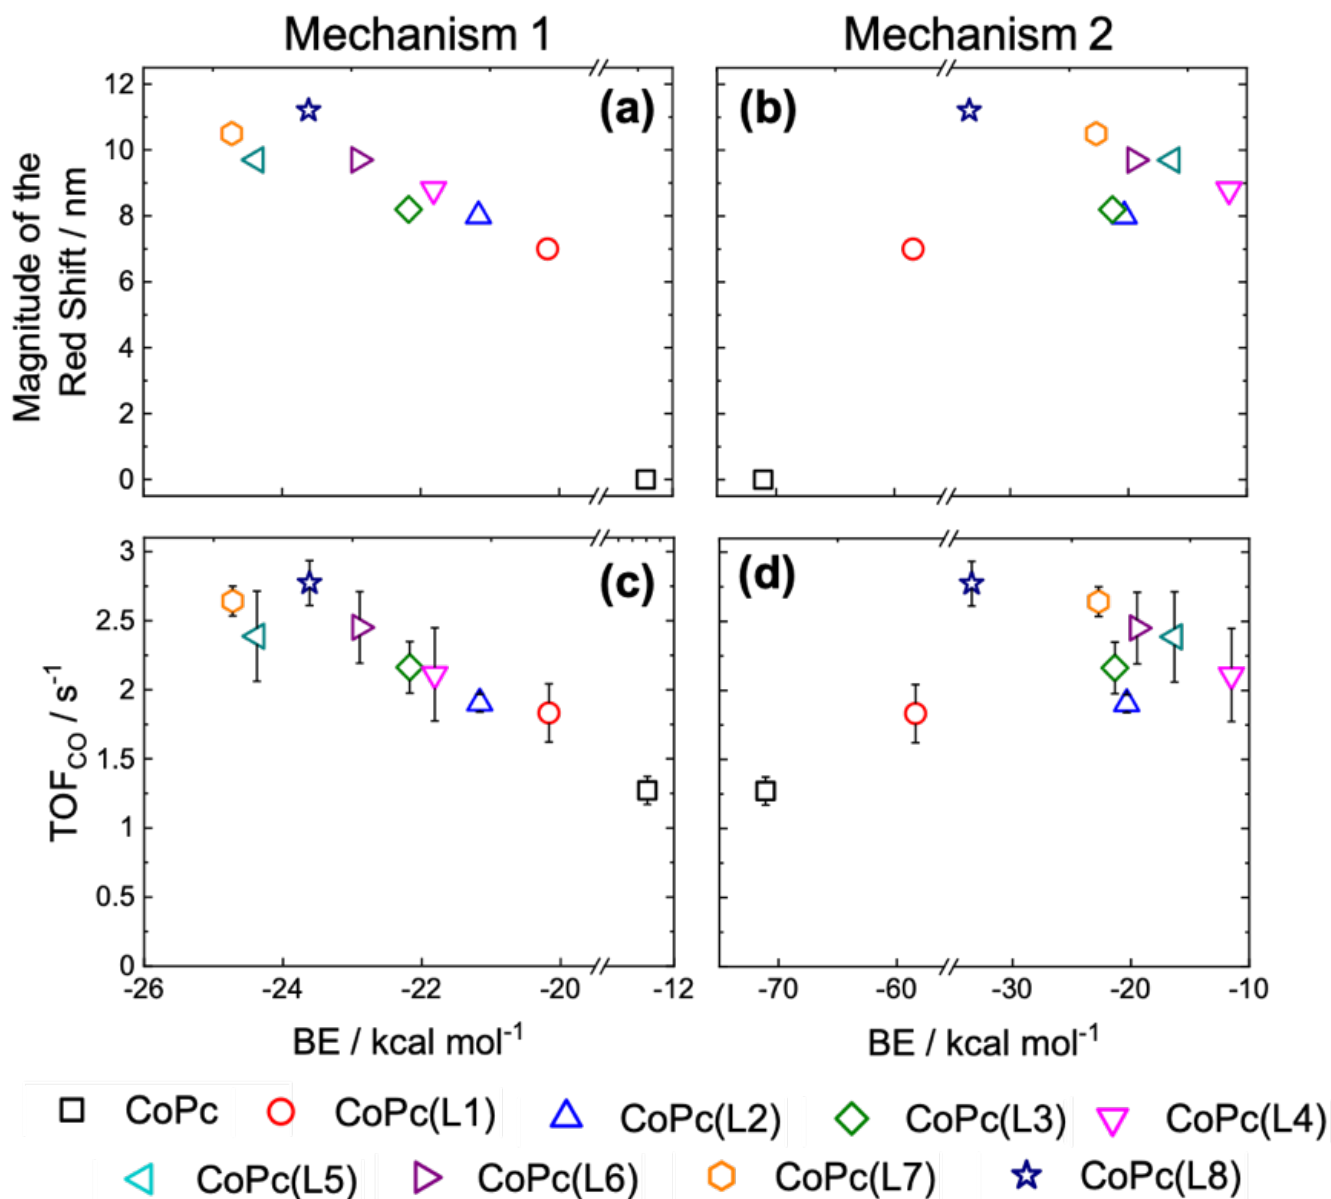 Mechanism 1
Mechanism 2
(a)
(b)
Magnitude of the
Red Shift / nm
12
10
8
6
4
2
0
(c)
(d)
TOF_CO / s⁻¹
3
2.5
2
1.5
1
0.5
0
-26 -24 -22 -20 -12
-70 -60 -30 -20 -10
BE / kcal mol⁻¹
BE / kcal mol⁻¹
CoPc CoPc(L1) CoPc(L2) CoPc(L3) CoPc(L4)
CoPc(L5) CoPc(L6) CoPc(L7) CoPc(L8)